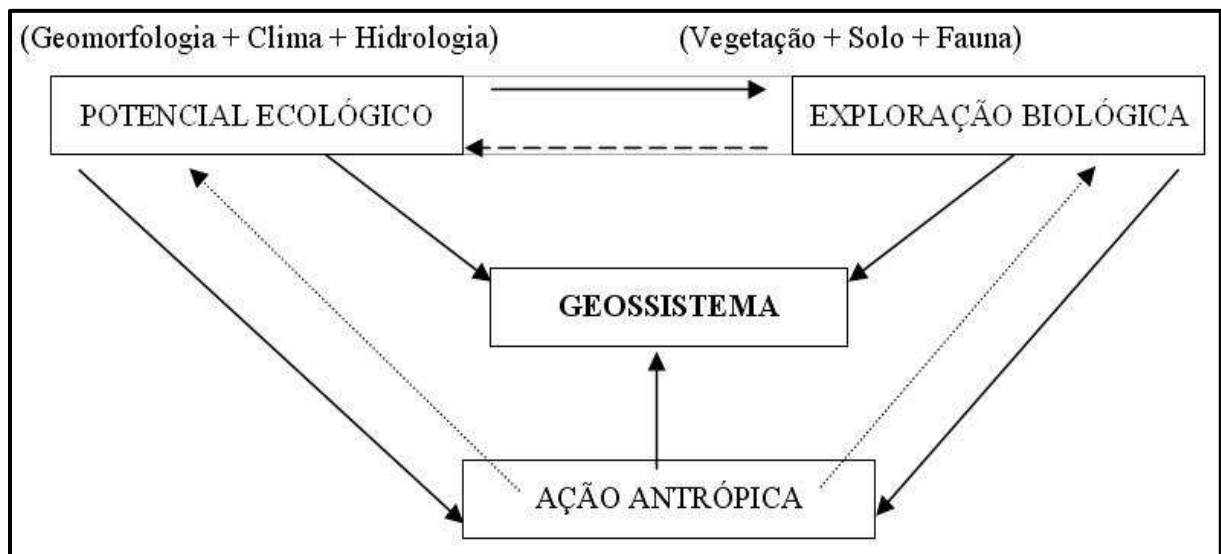 (Geomorfologia + Clima + Hidrologia)
(Vegetação + Solo + Fauna)
POTENCIAL ECOLÓGICO
EXPLORAÇÃO BIOLÓGICA
GEOSSISTEMA
AÇÃO ANTRÓPICA